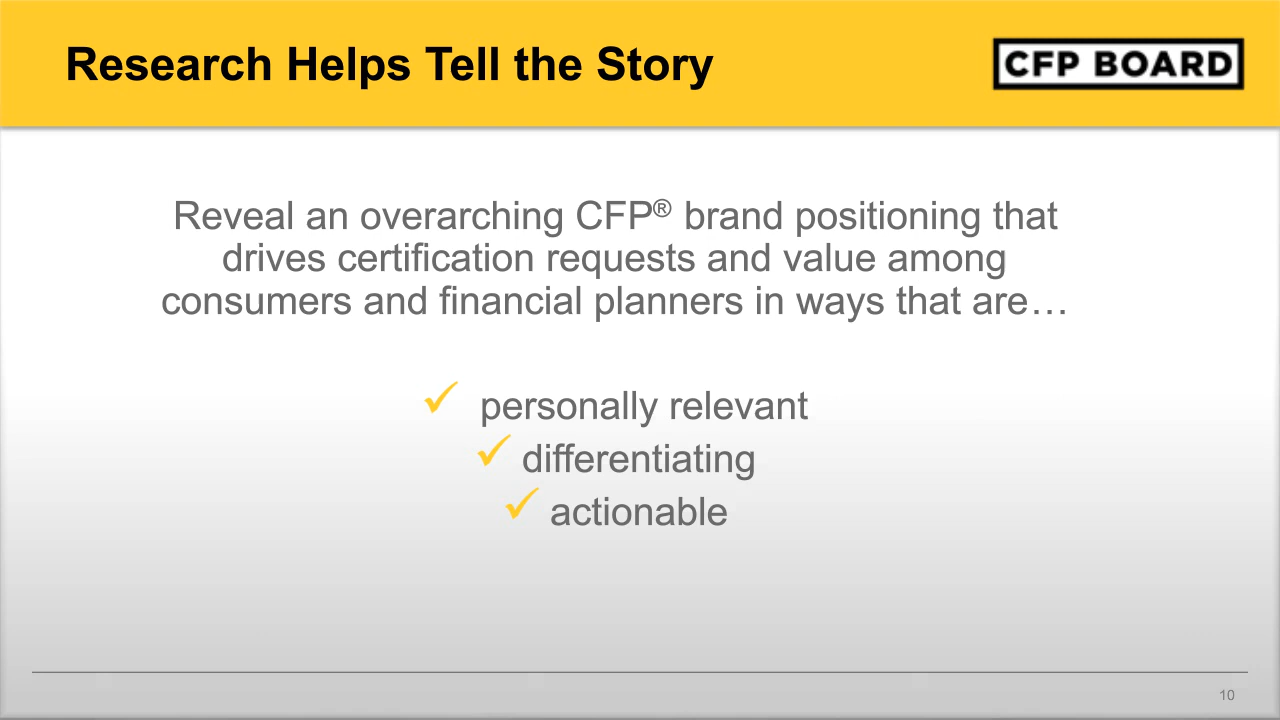 Research Helps Tell the Story
CFP BOARD
Reveal an overarching CFP® brand positioning that
drives certification requests and value among
consumers and financial planners in ways that are…
✓ personally relevant
✓ differentiating
✓ actionable
10